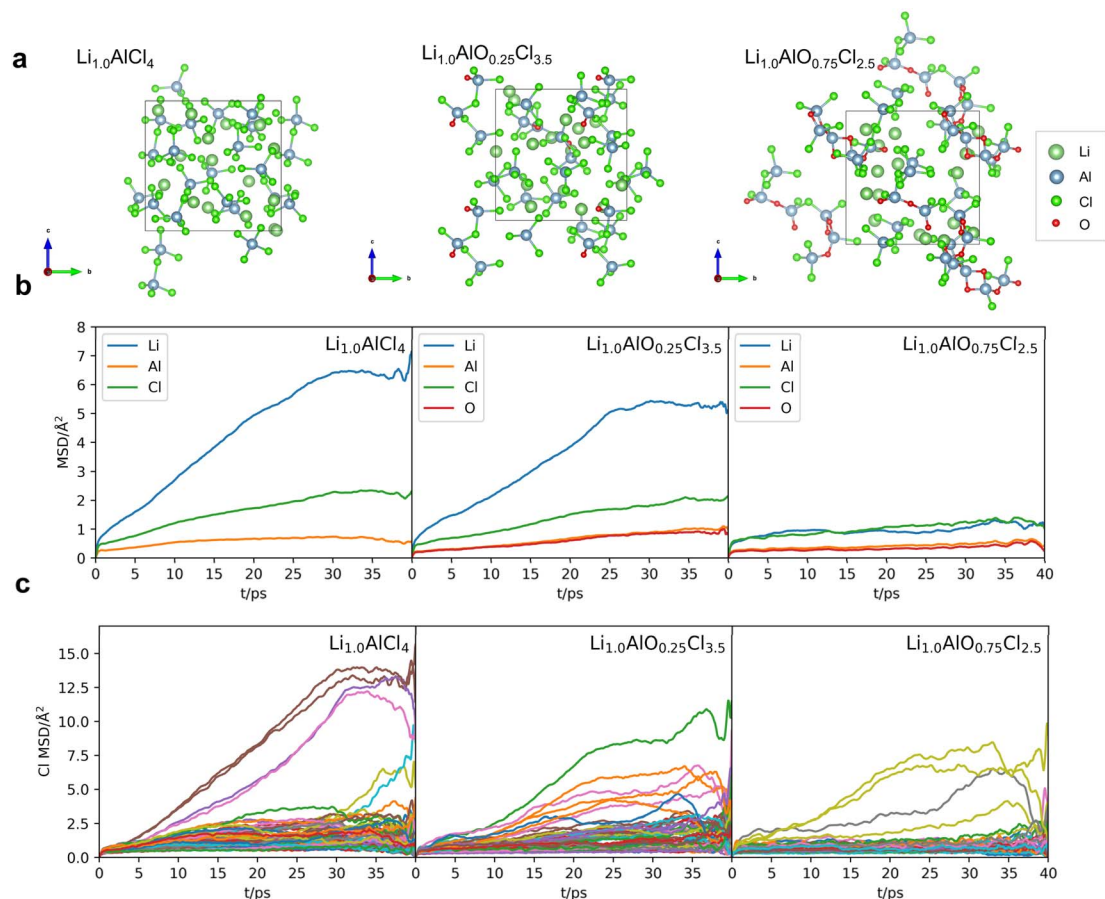 a
Li₁.₀AlCl₄
Li₁.₀AlO₀.₂₅Cl₃.₅
Li₁.₀AlO₀.₇₅Cl₂.₅
Li
Al
Cl
O
c
b
c
b
c
b
b
Li₁.₀AlCl₄
Li₁.₀AlO₀.₂₅Cl₃.₅
Li₁.₀AlO₀.₇₅Cl₂.₅
Li
Al
Cl
Li
Al
Cl
O
Li
Al
Cl
O
MSD/Å²
8
7
6
5
4
3
2
1
0
0 5 10 15 20 25 30 35 0 5 10 15 20 25 30 35 0 5 10 15 20 25 30 35 40
t/ps t/ps t/ps
c
Li₁.₀AlCl₄
Li₁.₀AlO₀.₂₅Cl₃.₅
Li₁.₀AlO₀.₇₅Cl₂.₅
Cl MSD/Å²
15.0
12.5
10.0
7.5
5.0
2.5
0.0
0 5 10 15 20 25 30 35 0 5 10 15 20 25 30 35 0 5 10 15 20 25 30 35 40
t/ps t/ps t/ps